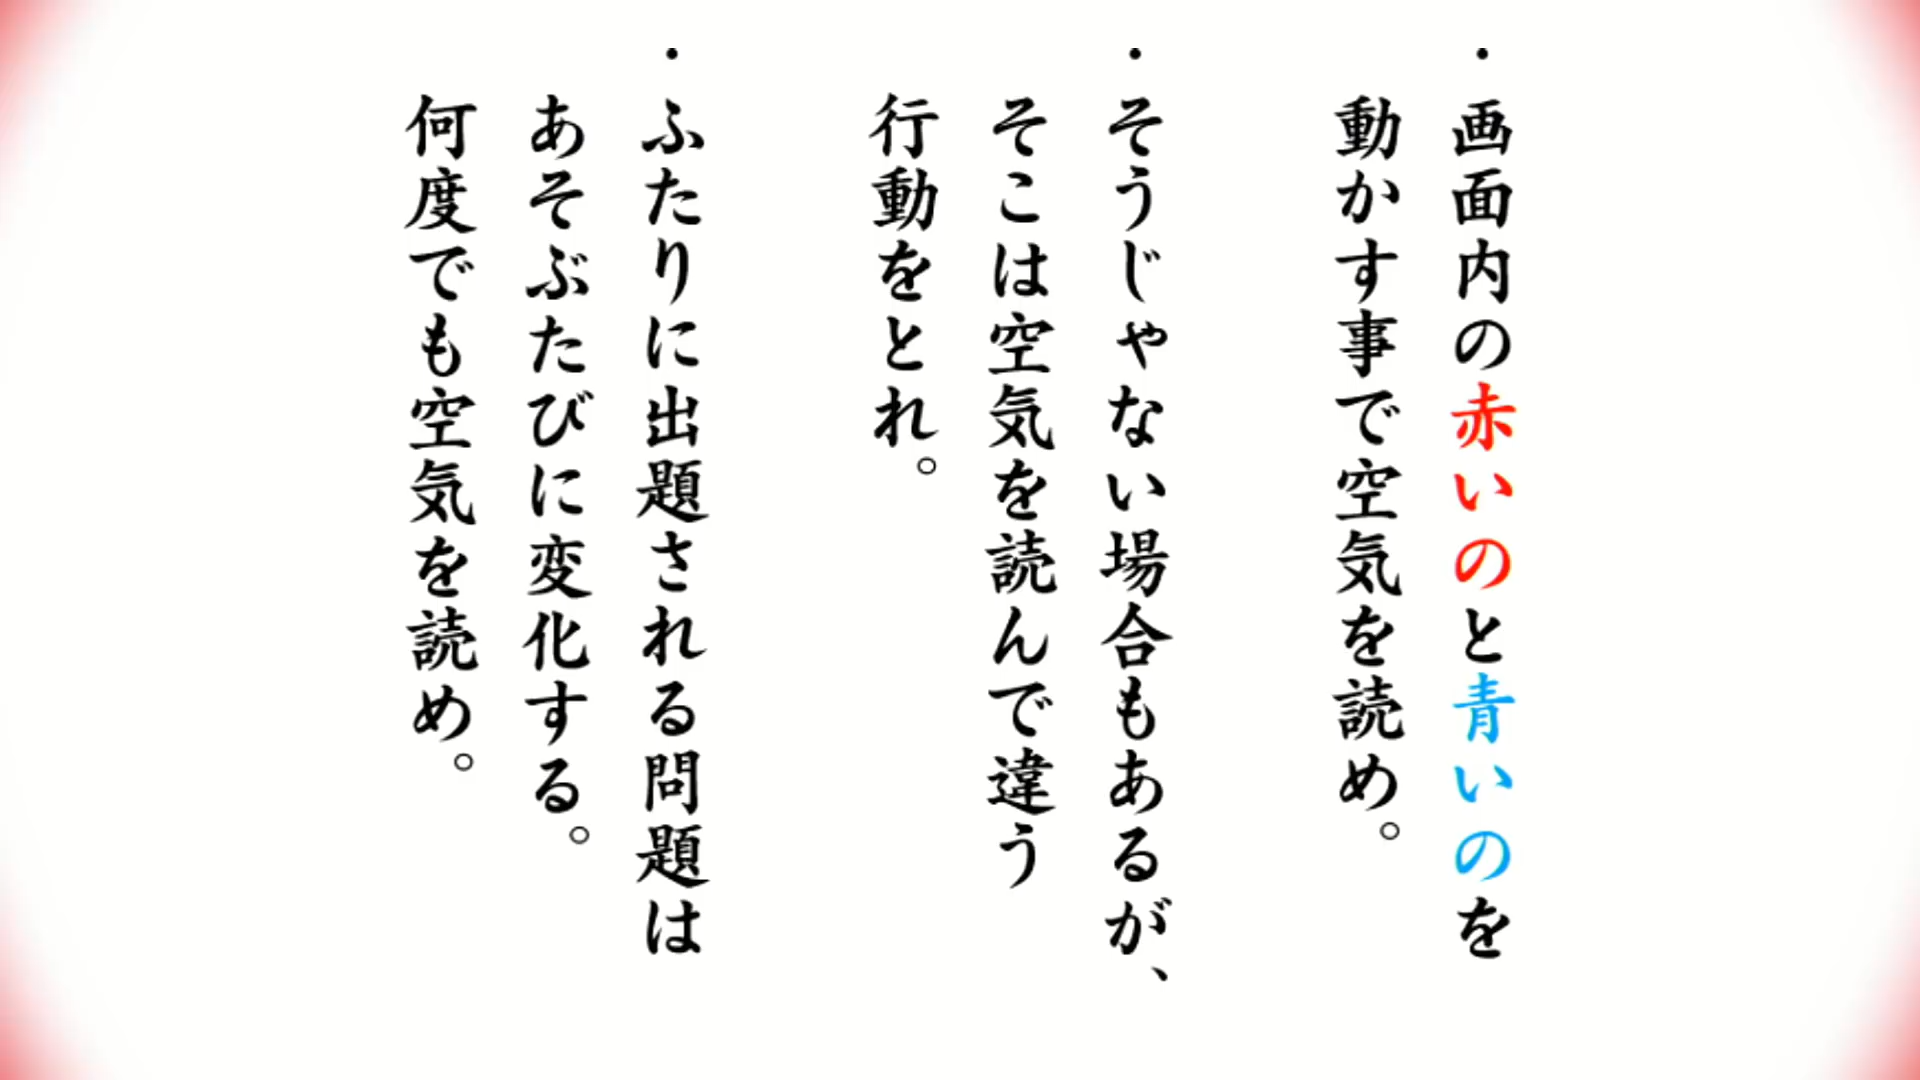 ・画面内の赤いのと青いのを
動かす事で空気を読め。
・そうじゃない場合もあるが、
そこは空気を読んで違う
行動をとれ。
・ふたりに出題される問題は
あそぶたびに変化する。
何度でも空気を読め。